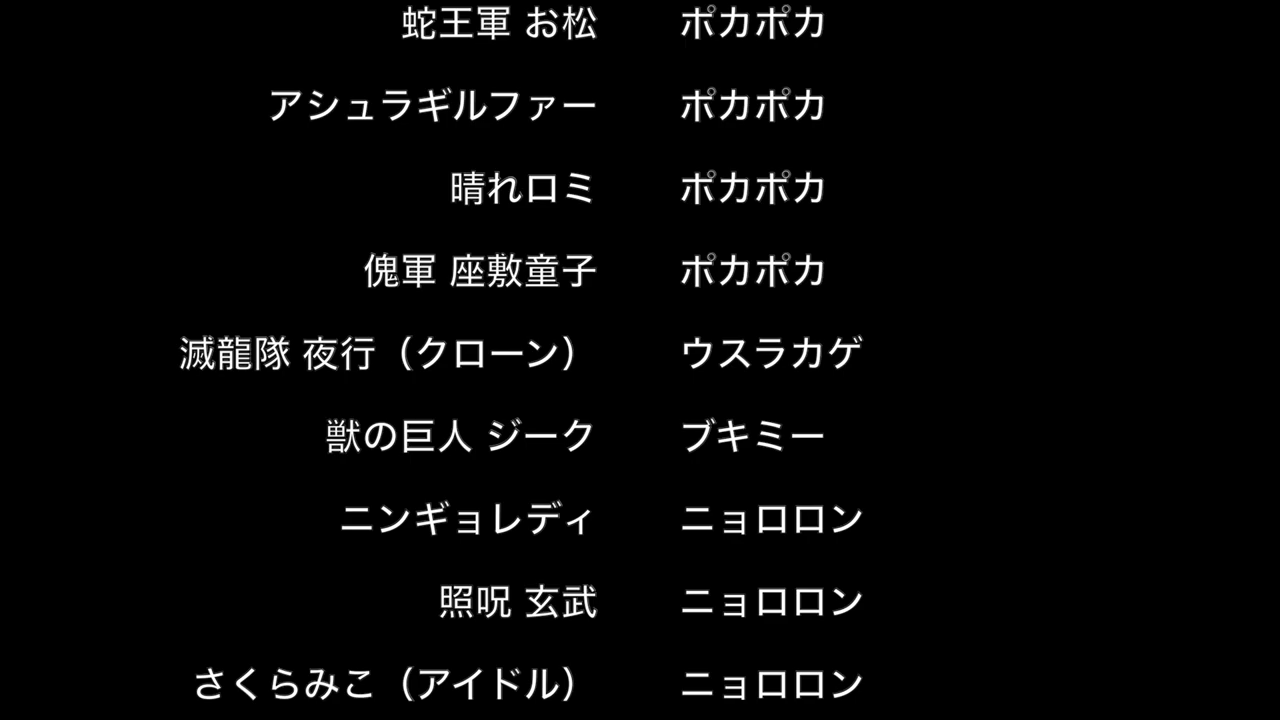 蛇王軍 お松 ポカポカ
アシュラギルファー ポカポカ
晴れロミ ポカポカ
傀軍 座敷童子 ポカポカ
滅龍隊 夜行（クローン） ウスラカゲ
獣の巨人 ジーク ブキミー
ニンギョレディ ニョロロン
照呪 玄武 ニョロロン
さくらみこ（アイドル） ニョロロン